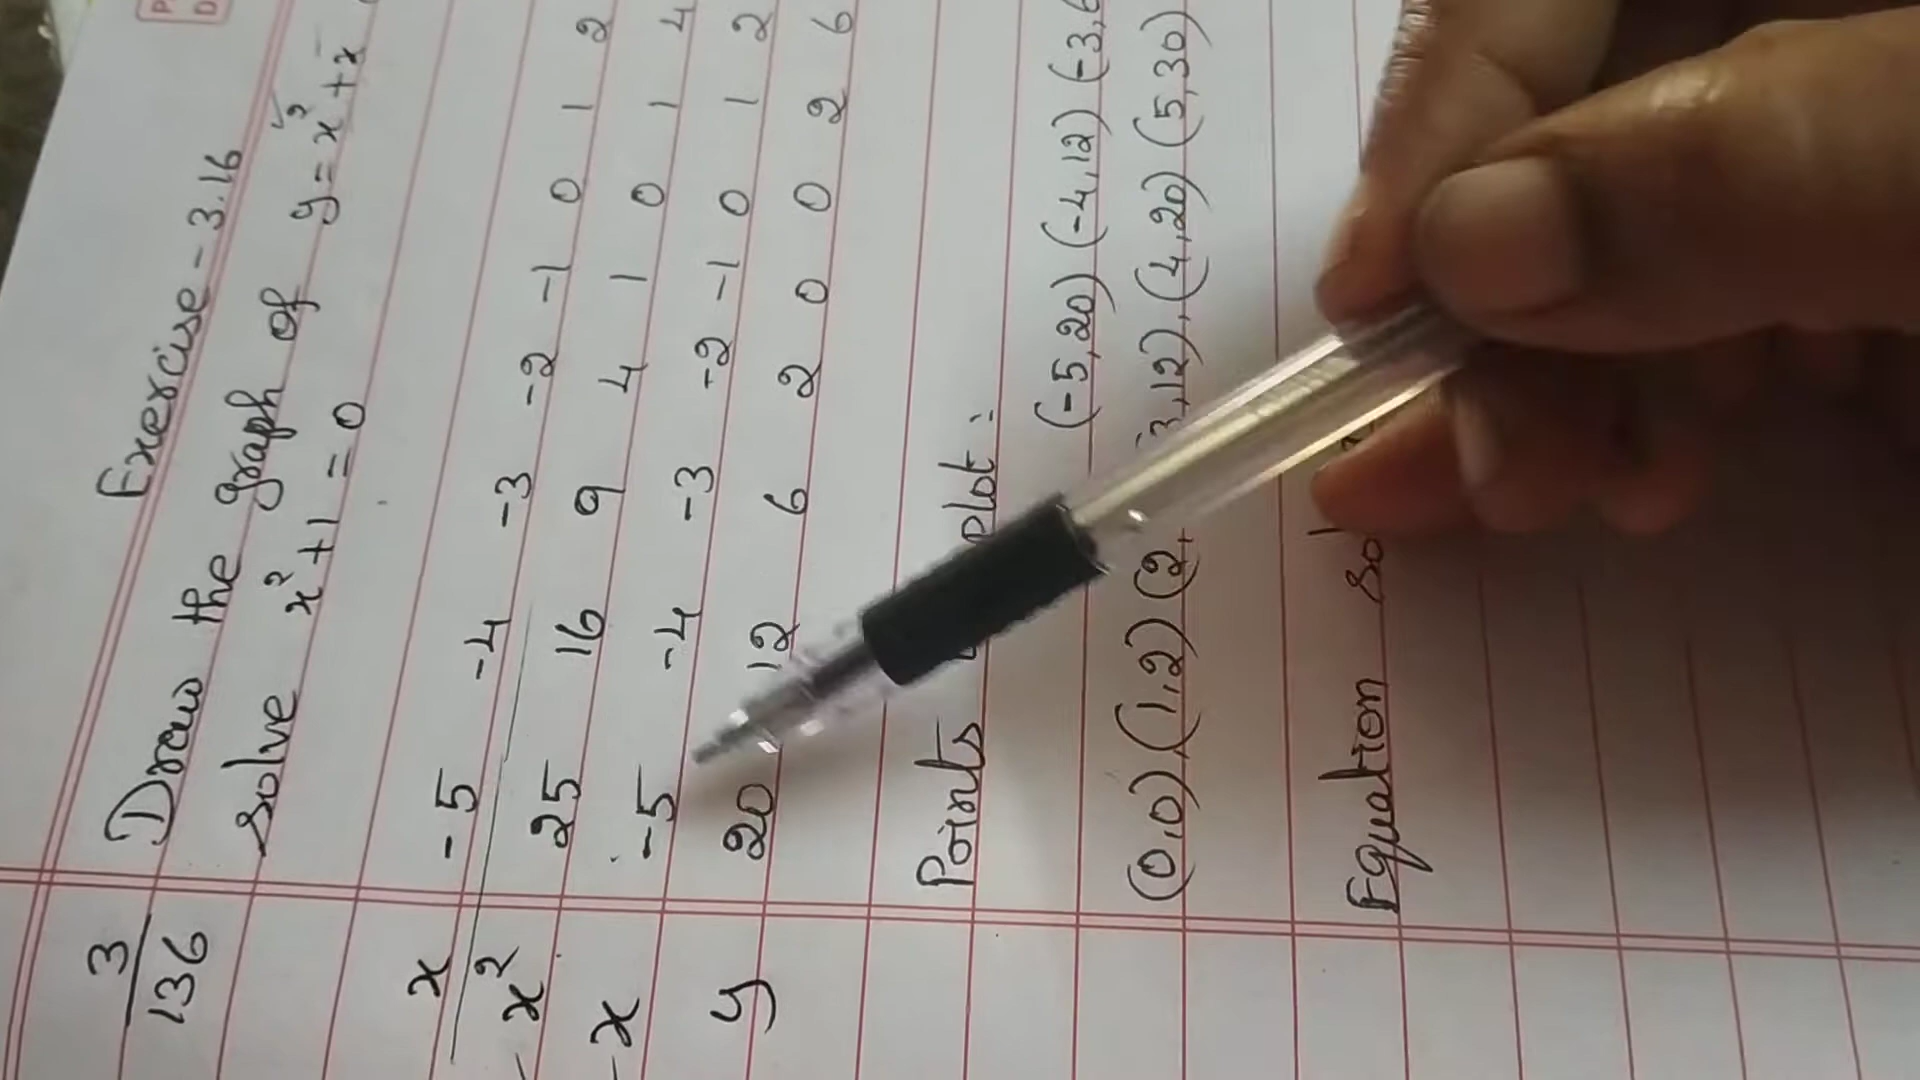 Exercise - 3.16
3
136
Draw the graph of y = x² + x
solve x² + 1 = 0
x -5 -4 -3 -2 -1 0 1 2
x² 25 16 9 4 1 0 1 4
x -5 -4 -3 -2 -1 0 1 2
y 20 12 6 2 0 0 2 6
Points plot :
(-5,20) (-4,12) (-3,6
(0,0), (1,2) (2, 3,12), (4,20) (5,30)
Equation